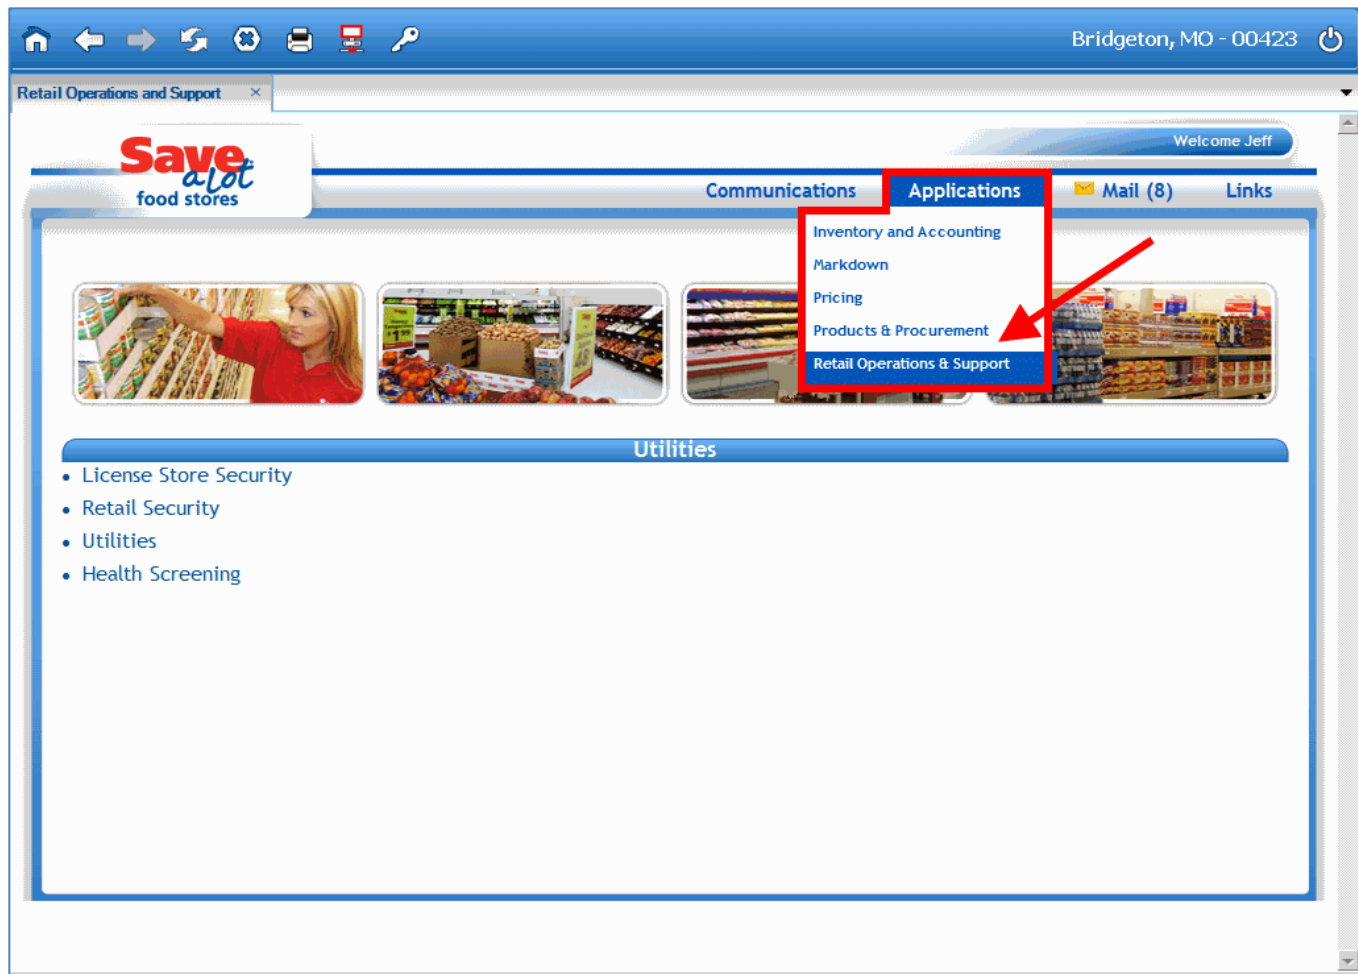 Bridgeton, MO - 00423
Retail Operations and Support ×
Welcome Jeff
Save
a lot
food stores
Communications Applications Mail (8) Links
Inventory and Accounting
Markdown
Pricing
Products & Procurement
Retail Operations & Support
Utilities
• License Store Security
• Retail Security
• Utilities
• Health Screening